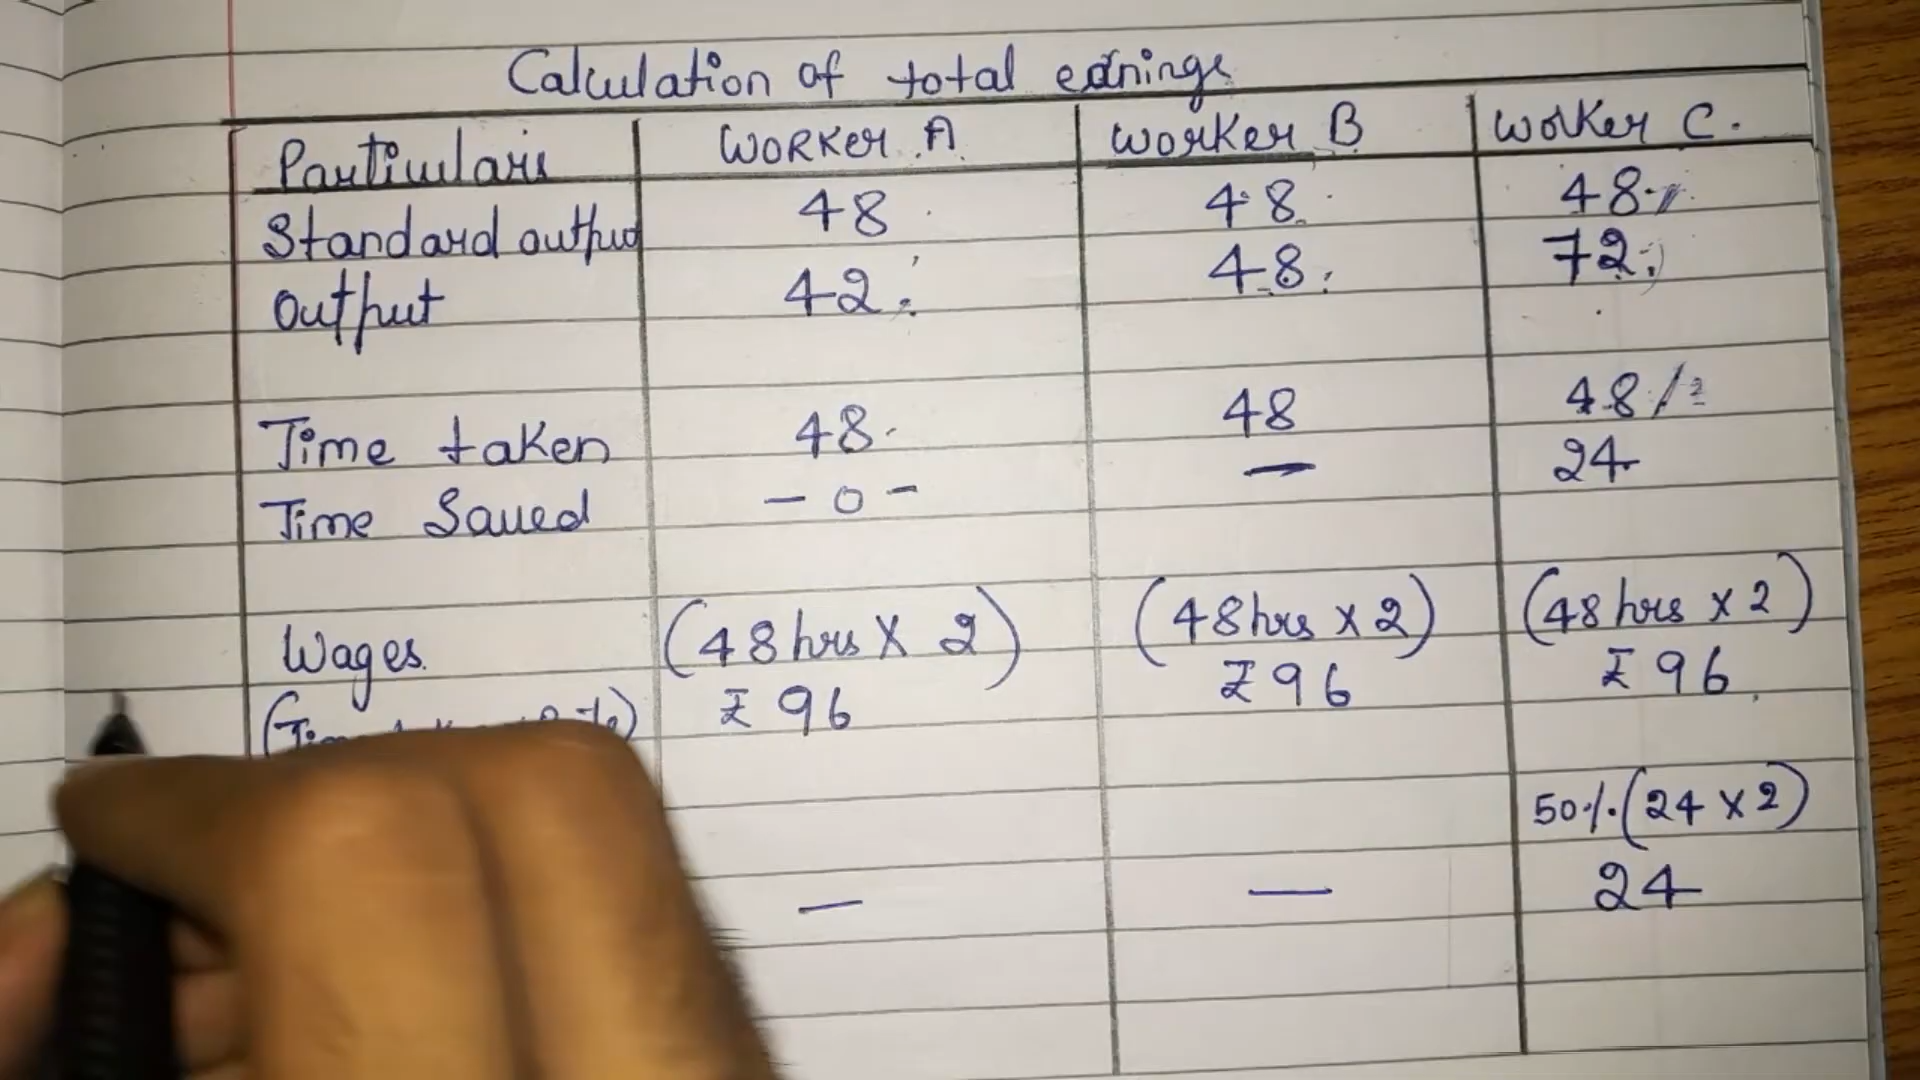 Calculation of total earnings
Particulars WORKER A Worker B Worker C.
Standard output 48 48 48
Output 42 48 72
Time taken 48 48 48
Time Saved - 0 - — 24
Wages. (48 hrs X 2) (48 hrs X 2) (48 hrs X 2)
₹ 96 ₹ 96 ₹ 96
50%(24 X 2)
— — 24